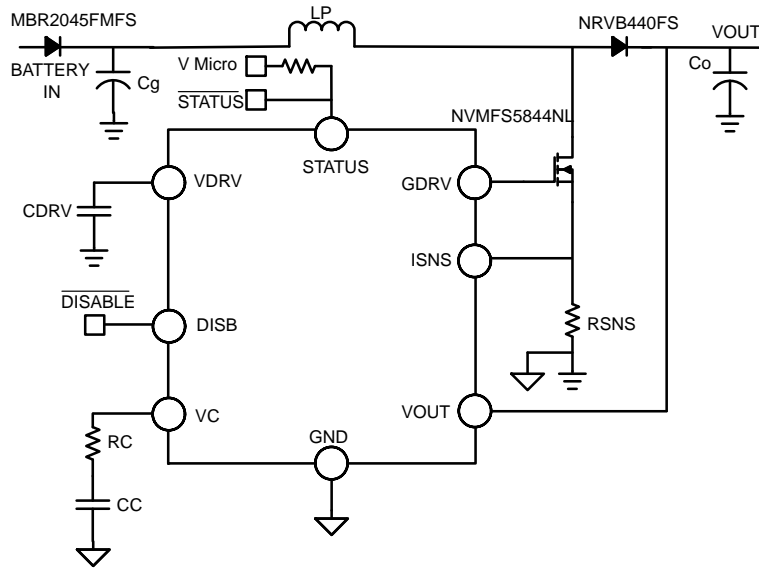 LP
MBR2045FMFS
NRVB440FS
VOUT
BATTERY
IN
Cg
V Micro
STATUS
Co
NVMFS5844NL
STATUS
VDRV
GDRV
CDRV
ISNS
DISABLE
DISB
RSNS
VC
VOUT
GND
RC
CC